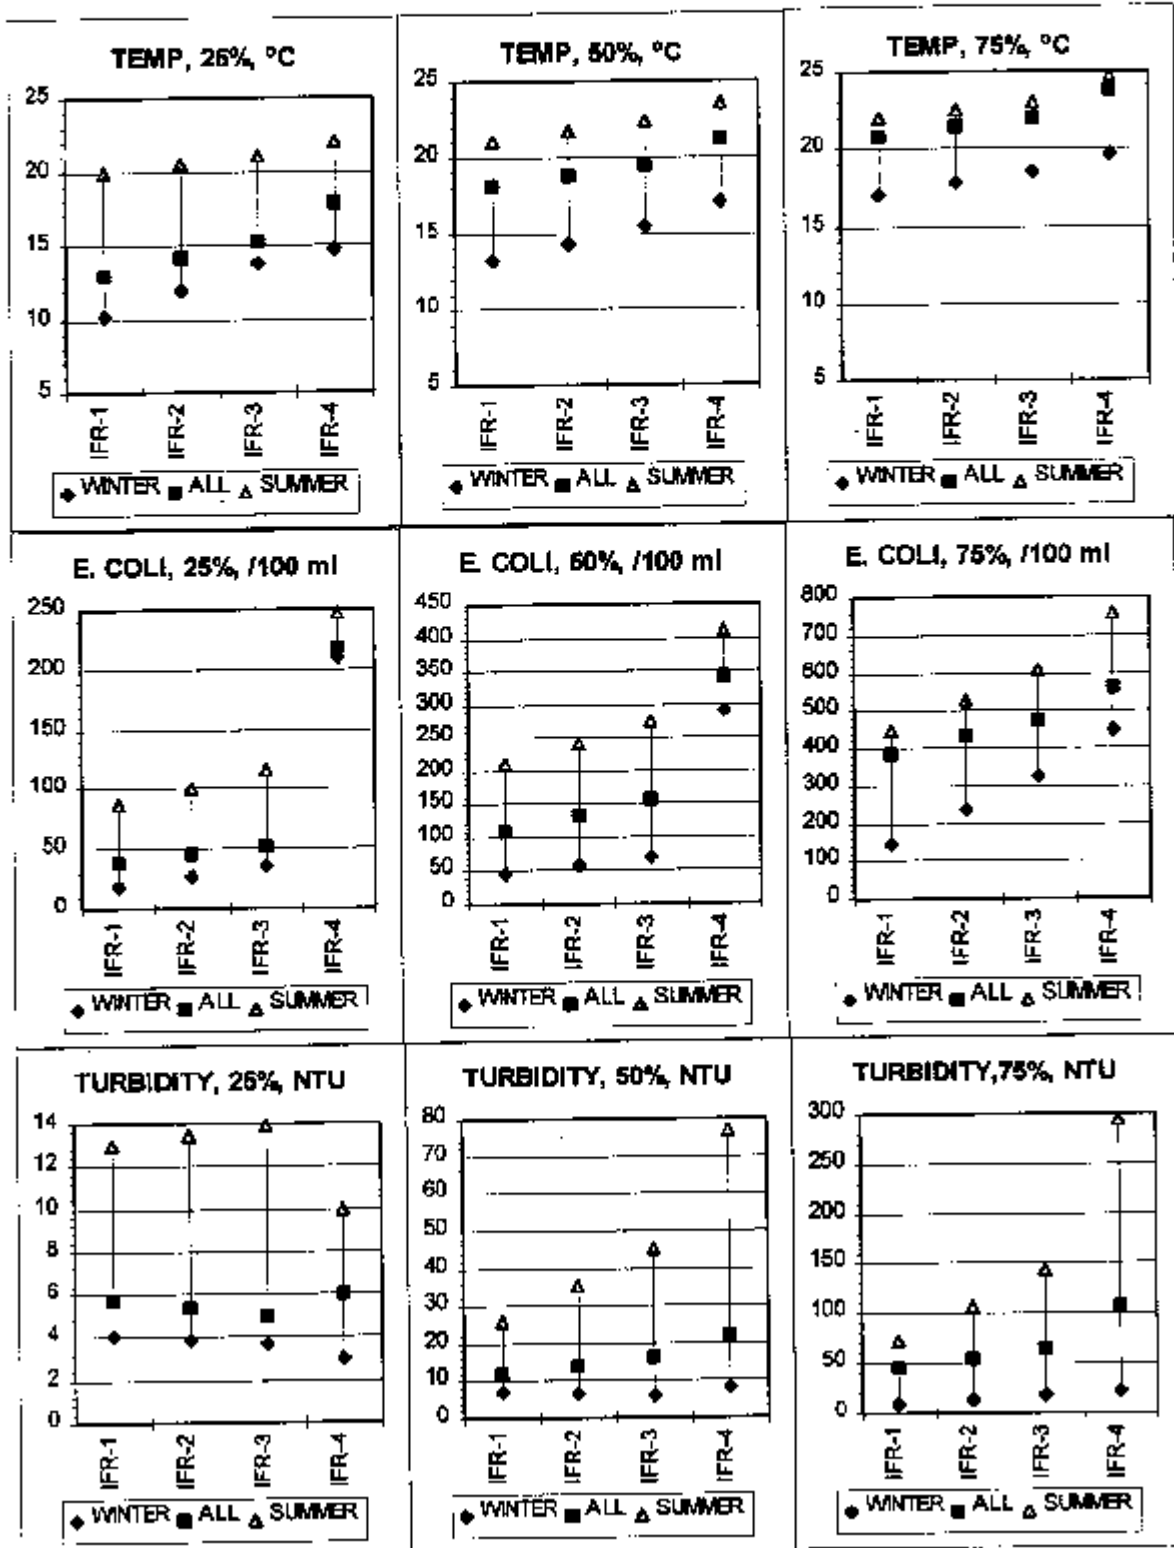 TEMP, 25%, °C
25
20
15
10
5
IFR-1
IFR-2
IFR-3
IFR-4
WINTER ALL SUMMER
TEMP, 50%, °C
25
20
15
10
5
IFR-1
IFR-2
IFR-3
IFR-4
WINTER ALL SUMMER
TEMP, 75%, °C
25
20
15
10
5
IFR-1
IFR-2
IFR-3
IFR-4
WINTER ALL SUMMER
E. COLI, 25%, /100 ml
250
200
150
100
50
0
IFR-1
IFR-2
IFR-3
IFR-4
WINTER ALL SUMMER
E. COLI, 50%, /100 ml
450
400
350
300
250
200
150
100
50
0
IFR-1
IFR-2
IFR-3
IFR-4
WINTER ALL SUMMER
E. COLI, 75%, /100 ml
800
700
600
500
400
300
200
100
0
IFR-1
IFR-2
IFR-3
IFR-4
WINTER ALL SUMMER
TURBIDITY, 25%, NTU
14
12
10
8
6
4
2
0
IFR-1
IFR-2
IFR-3
IFR-4
WINTER ALL SUMMER
TURBIDITY, 50%, NTU
80
70
60
50
40
30
20
10
0
IFR-1
IFR-2
IFR-3
IFR-4
WINTER ALL SUMMER
TURBIDITY,75%, NTU
300
250
200
150
100
50
0
IFR-1
IFR-2
IFR-3
IFR-4
WINTER ALL SUMMER